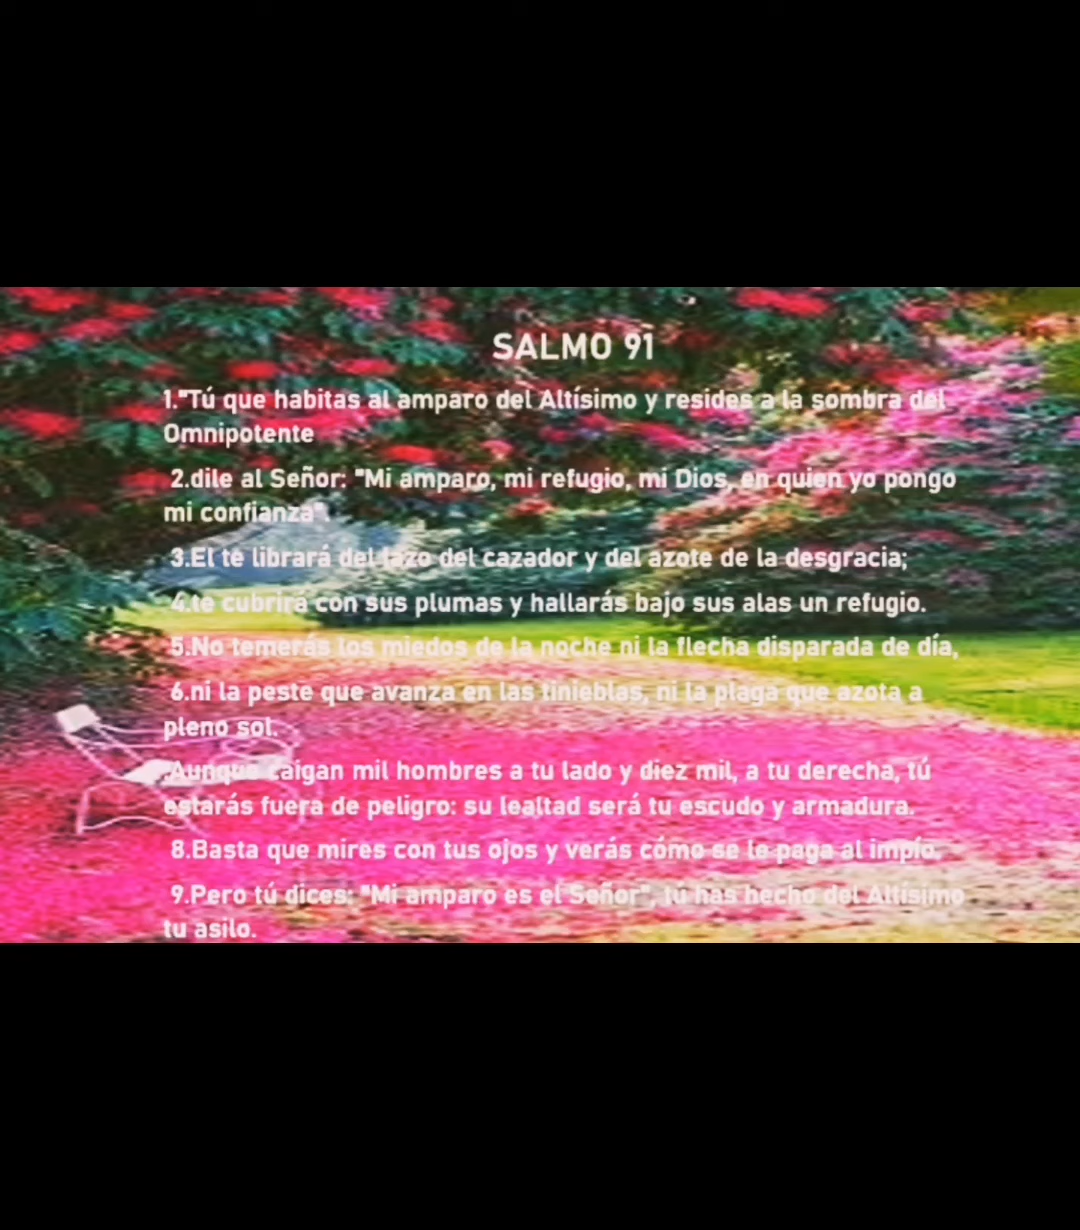 SALMO 91
1."Tú que habitas al amparo del Altísimo y resides a la sombra del
Omnipotente
2.dile al Señor: "Mi amparo, mi refugio, mi Dios, en quien yo pongo
mi confianza".
3.El te librará del lazo del cazador y del azote de la desgracia;
4.te cubrirá con sus plumas y hallarás bajo sus alas un refugio.
5.No temerás los miedos de la noche ni la flecha disparada de día,
6.ni la peste que avanza en las tinieblas, ni la plaga que azota a
pleno sol.
.Aunque caigan mil hombres a tu lado y diez mil, a tu derecha, tú
estarás fuera de peligro: su lealtad será tu escudo y armadura.
8.Basta que mires con tus ojos y verás cómo se le paga al impío.
9.Pero tú dices: "Mi amparo es el Señor", tú has hecho del Altísimo
tu asilo.